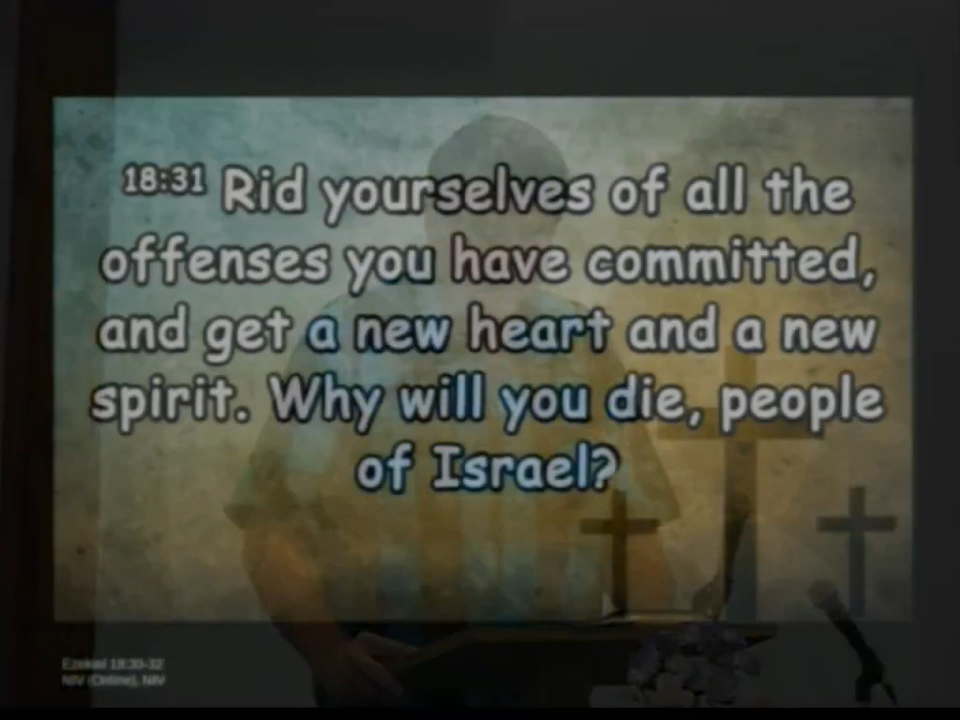 18:31 Rid yourselves of all the
offenses you have committed,
and get a new heart and a new
spirit. Why will you die, people
of Israel?
Ezekiel 18:30-32
NIV (Online), NIV